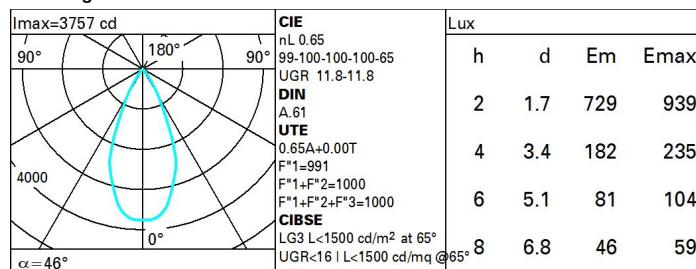 Imax=3757 cd
90°
180°
90°
4000
0°
α=46°
CIE
nL 0.65
99-100-100-100-65
UGR 11.8-11.8
DIN
A.61
UTE
0.65A+0.00T
F"1=991
F"1+F"2=1000
F"1+F"2+F"3=1000
CIBSE
LG3 L<1500 cd/m² at 65°
UGR<16 | L<1500 cd/mq @65°
Lux
h d Em Emax
2 1.7 729 939
4 3.4 182 235
6 5.1 81 104
8 6.8 46 59